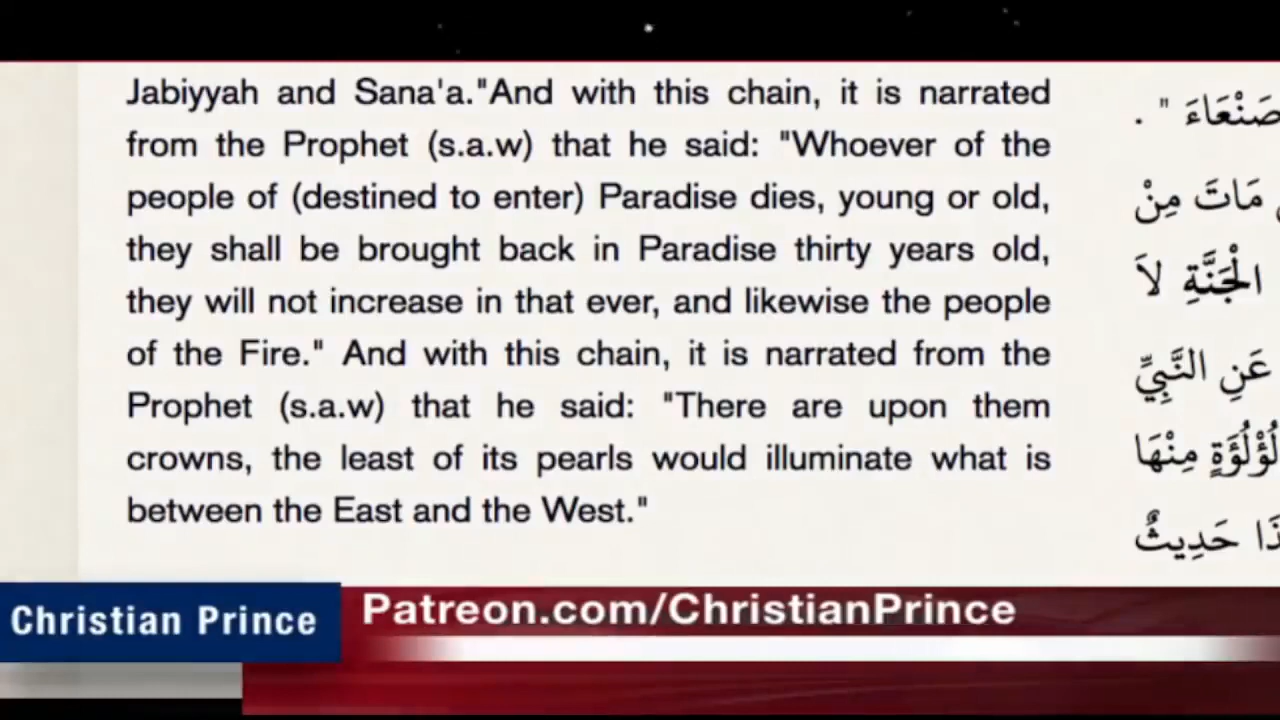 Jabiyyah and Sana'a."And with this chain, it is narrated
from the Prophet (s.a.w) that he said: "Whoever of the
people of (destined to enter) Paradise dies, young or old,
they shall be brought back in Paradise thirty years old,
they will not increase in that ever, and likewise the people
of the Fire." And with this chain, it is narrated from the
Prophet (s.a.w) that he said: "There are upon them
crowns, the least of its pearls would illuminate what is
between the East and the West."
صَنْعَاءَ " .
مَاتَ مِنْ
الْجَنَّةِ لاَ
عَنِ النَّبِيِّ
لُؤْلُؤَةٍ مِنْهَا
حَدِيثٌ
Christian Prince
Patreon.com/ChristianPrince